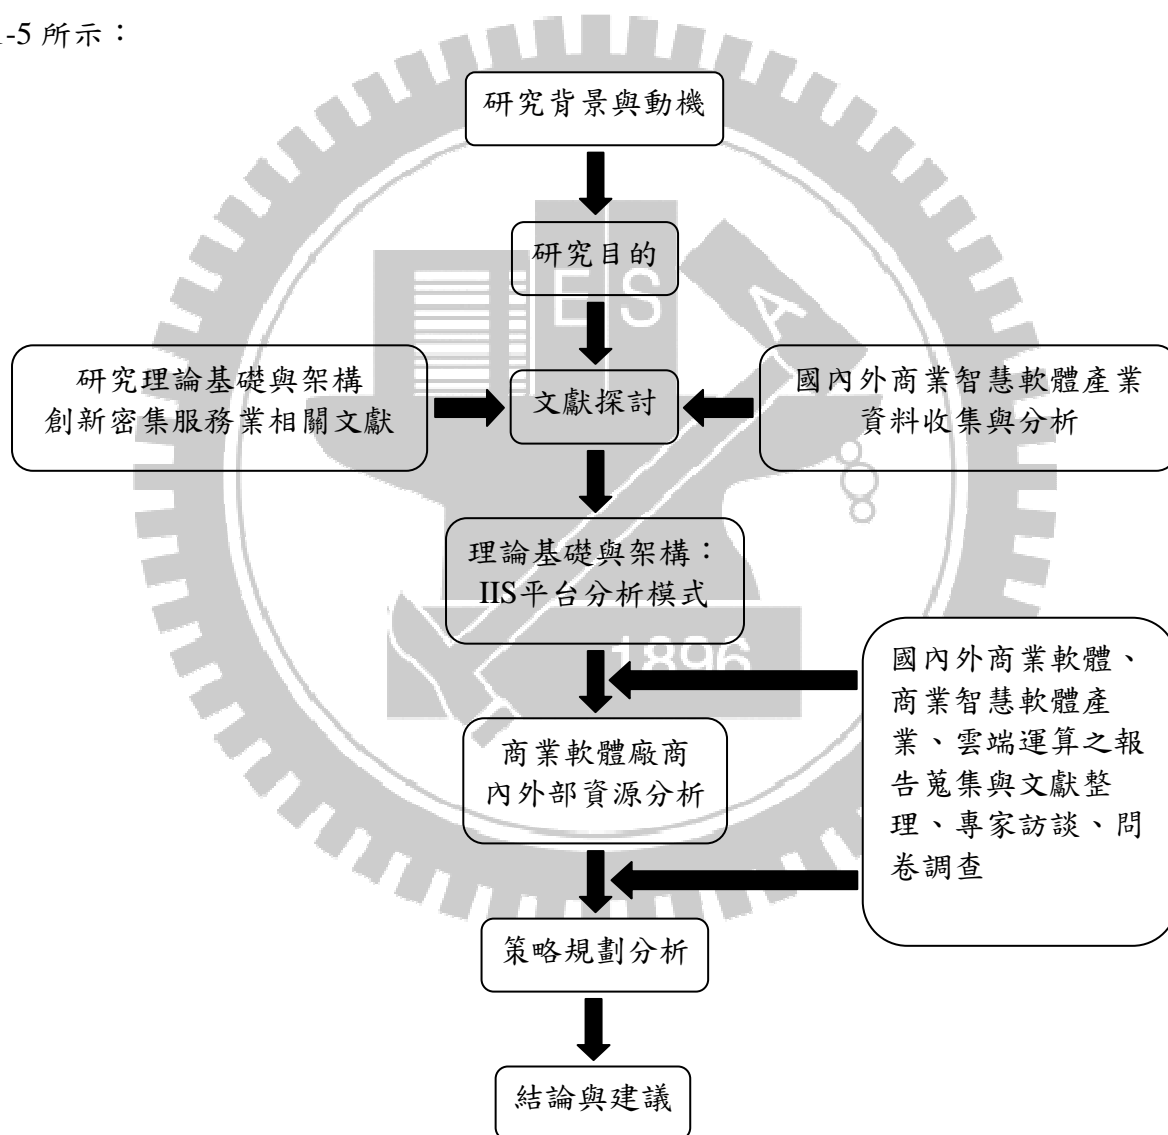 -5 所示：
研究背景與動機
研究目的
E S
A
研究理論基礎與架構
創新密集服務業相關文獻
文獻探討
國內外商業智慧軟體產業
資料收集與分析
理論基礎與架構：
IIS平台分析模式
1896
國內外商業軟體、
商業智慧軟體產
業、雲端運算之報
告蒐集與文獻整
理、專家訪談、問
卷調查
商業軟體廠商
內外部資源分析
策略規劃分析
結論與建議